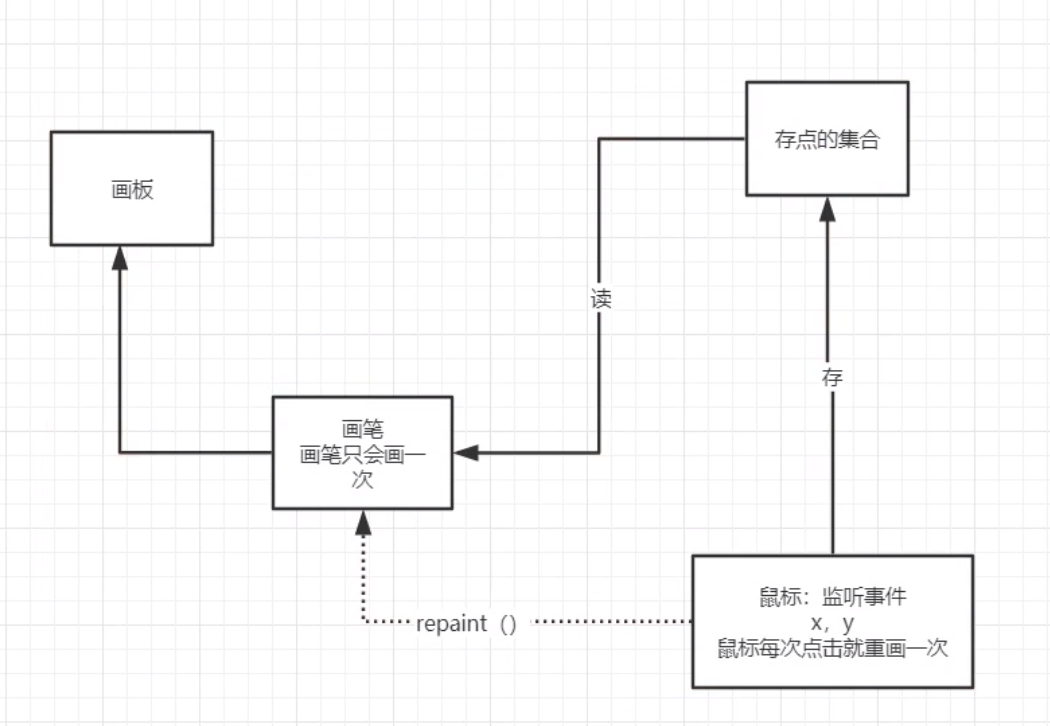 存点的集合
画板
读
存
画笔
画笔只会画一
次
鼠标：监听事件
x，y
鼠标每次点击就重画一次
repaint（）